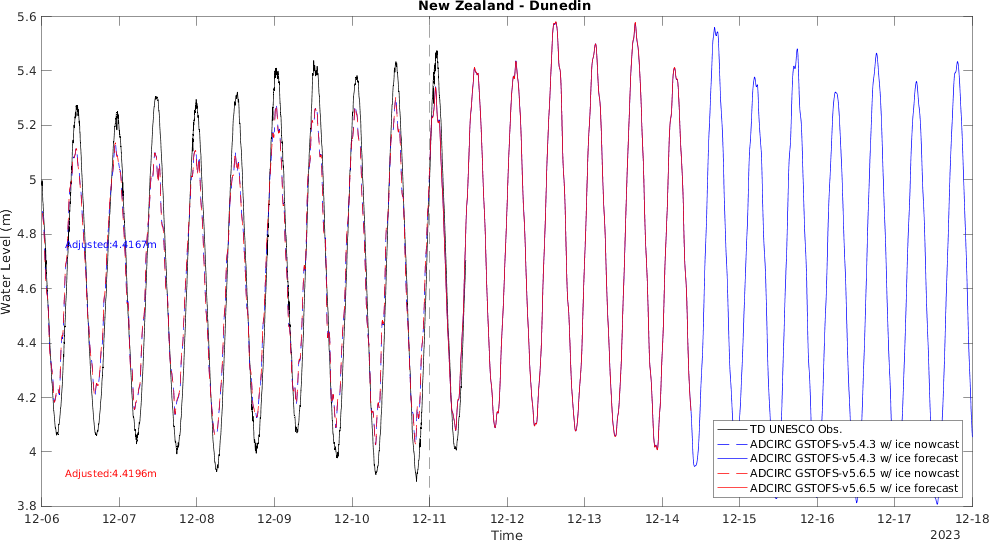 New Zealand - Dunedin
Water Level (m)
5.6
5.4
5.2
5
4.8
4.6
4.4
4.2
4
3.8
Adjusted:4.4167m
Adjusted:4.4196m
TD UNESCO Obs.
ADCIRC GSTOFS-v5.4.3 w/ ice nowcast
ADCIRC GSTOFS-v5.4.3 w/ ice forecast
ADCIRC GSTOFS-v5.6.5 w/ ice nowcast
ADCIRC GSTOFS-v5.6.5 w/ ice forecast
12-06 12-07 12-08 12-09 12-10 12-11 12-12 12-13 12-14 12-15 12-16 12-17 12-18
Time
2023